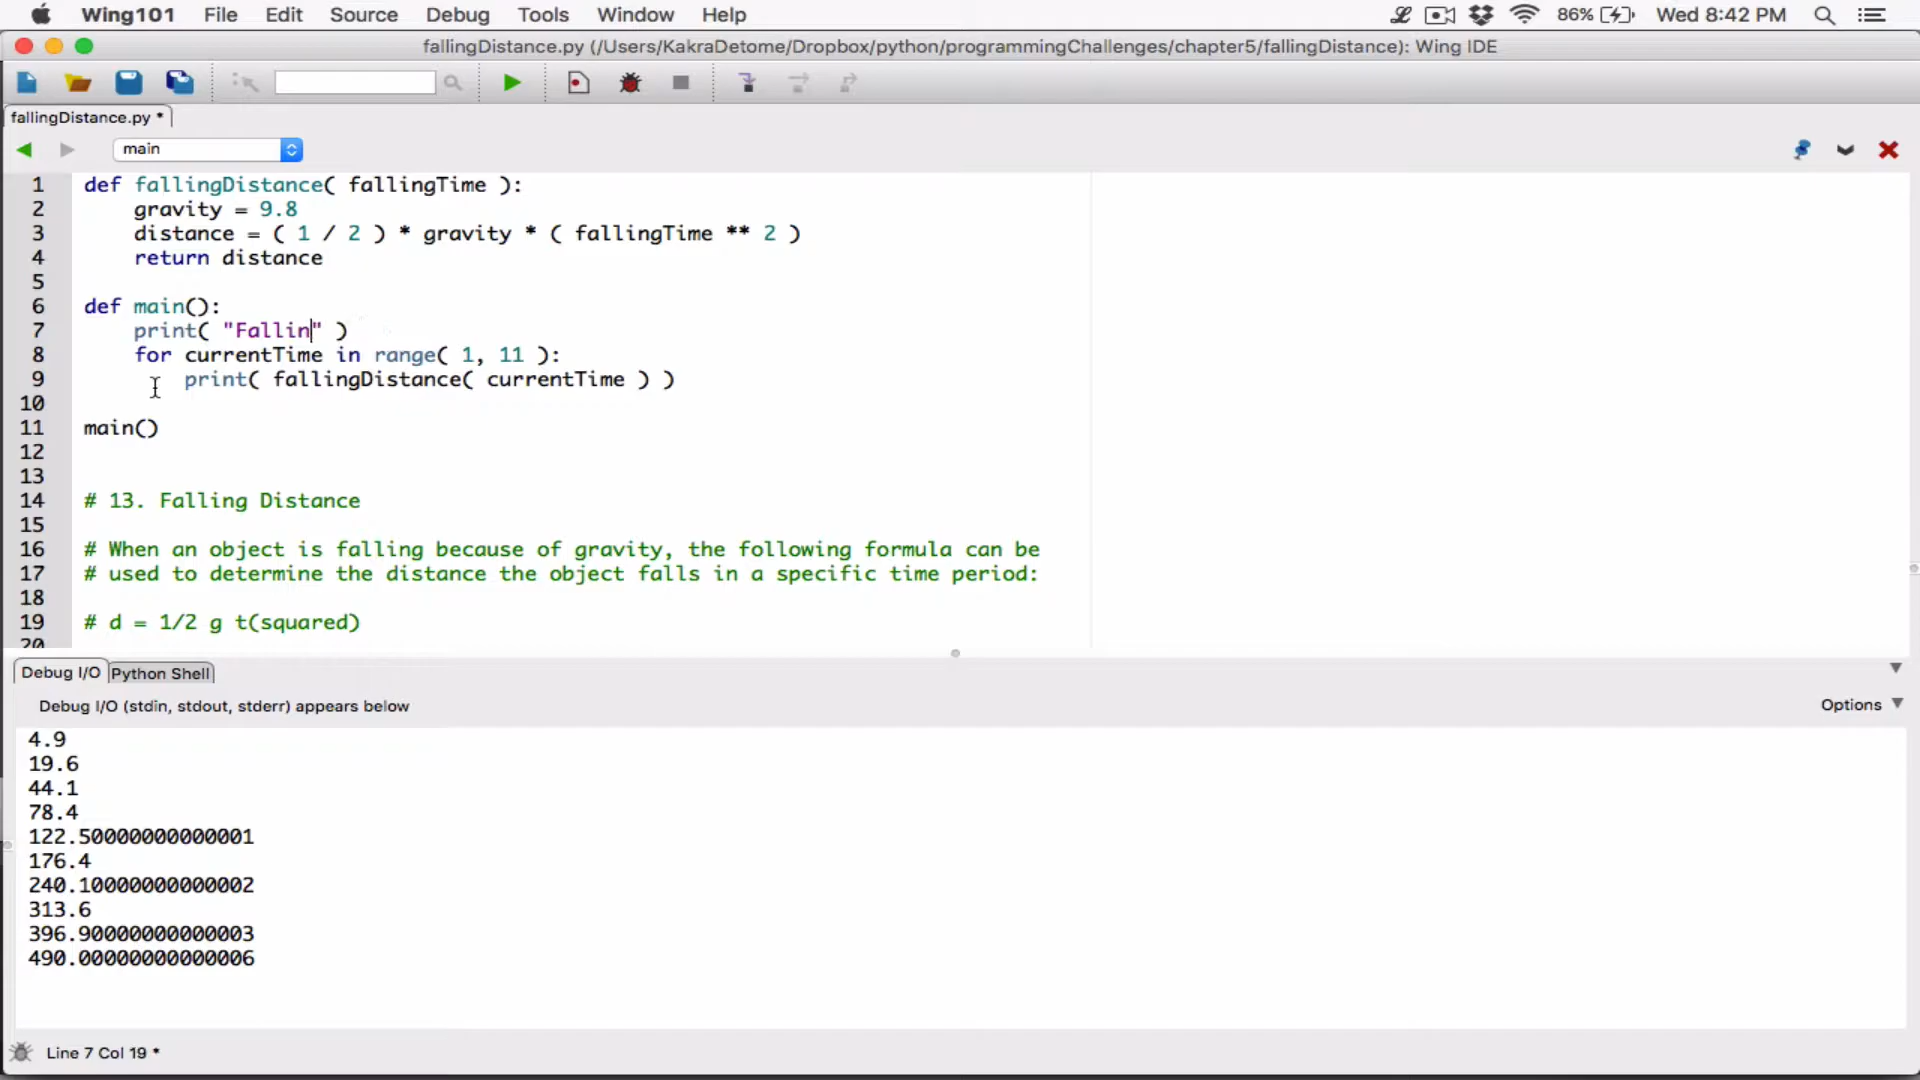 Wing101 File Edit Source Debug Tools Window Help 86% Wed 8:42 PM
fallingDistance.py (/Users/KakraDetome/Dropbox/python/programmingChallenges/chapter5/fallingDistance): Wing IDE
fallingDistance.py *
main
1 def fallingDistance( fallingTime ):
2 gravity = 9.8
3 distance = ( 1 / 2 ) * gravity * ( fallingTime ** 2 )
4 return distance
5
6 def main():
7 print( "Fallin" )
8 for currentTime in range( 1, 11 ):
9 print( fallingDistance( currentTime ) )
10
11 main()
12
13
14 # 13. Falling Distance
15
16 # When an object is falling because of gravity, the following formula can be
17 # used to determine the distance the object falls in a specific time period:
18
19 # d = 1/2 g t(squared)
20
Debug I/O Python Shell
Debug I/O (stdin, stdout, stderr) appears below Options
4.9
19.6
44.1
78.4
122.50000000000001
176.4
240.10000000000002
313.6
396.90000000000003
490.00000000000006
Line 7 Col 19 *